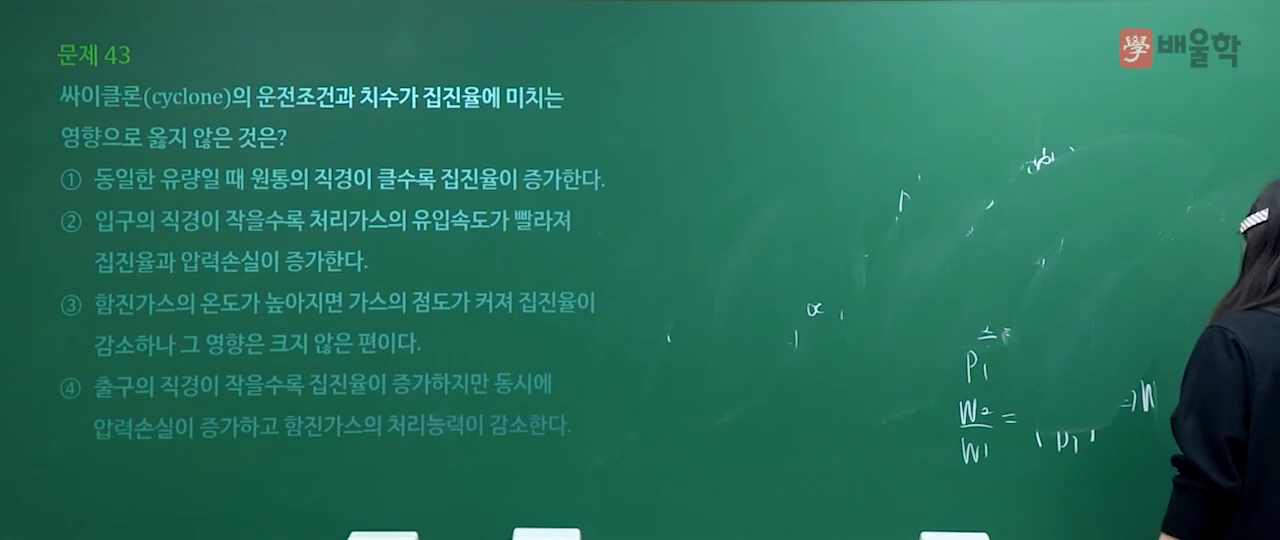 學 배울학
문제 43
싸이클론(cyclone)의 운전조건과 치수가 집진율에 미치는
영향으로 옳지 않은 것은?
① 동일한 유량일 때 원통의 직경이 클수록 집진율이 증가한다.
② 입구의 직경이 작을수록 처리가스의 유입속도가 빨라져
집진율과 압력손실이 증가한다.
③ 함진가스의 온도가 높아지면 가스의 점도가 커져 집진율이
감소하나 그 영향은 크지 않은 편이다.
④ 출구의 직경이 작을수록 집진율이 증가하지만 동시에
압력손실이 증가하고 함진가스의 처리능력이 감소한다.
P1
W2
=
W1